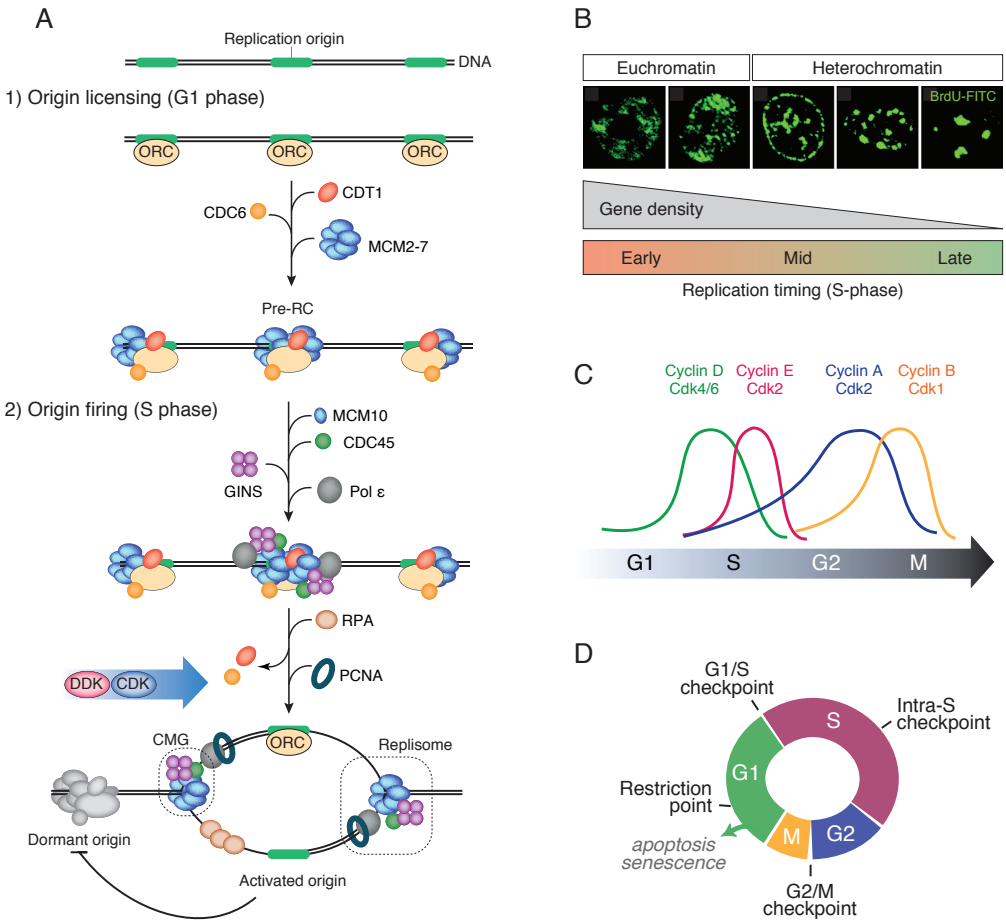 A
Replication origin
DNA
1) Origin licensing (G1 phase)
ORC
ORC
ORC
CDT1
CDC6
MCM2-7
Pre-RC
2) Origin firing (S phase)
MCM10
CDC45
GINS
Pol ε
RPA
DDK
CDK
PCNA
CMG
ORC
Replisome
Dormant origin
Activated origin
B
Euchromatin
Heterochromatin
BrdU-FITC
Gene density
Early
Mid
Late
Replication timing (S-phase)
C
Cyclin D
Cdk4/6
Cyclin E
Cdk2
Cyclin A
Cdk2
Cyclin B
Cdk1
G1
S
G2
M
D
G1/S
checkpoint
S
Intra-S
checkpoint
G1
Restriction
point
M
G2
apoptosis
senescence
G2/M
checkpoint